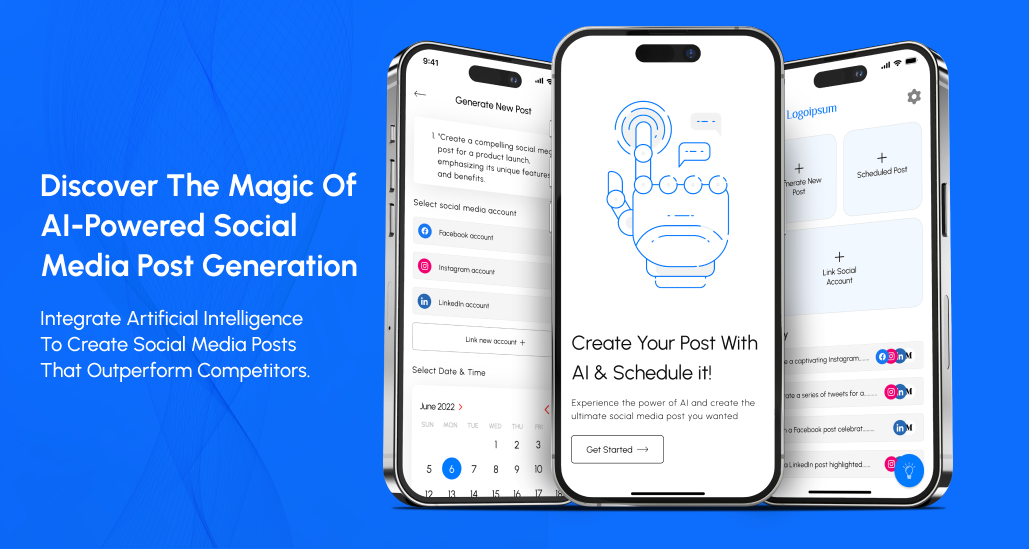 Discover The Magic Of
AI-Powered Social
Media Post Generation
Integrate Artificial Intelligence
To Create Social Media Posts
That Outperform Competitors.
9:41
Generate New Post
1. "Create a compelling social
post for a product launch,
emphasizing its unique features
and benefits.
Select social media account
Facebook account
Instagram account
LinkedIn account
Link new account +
Select Date & Time
June 2022
SUN MON TUE WED THU FRI
1 2 3
5 6 7 8 9 10
12 13 14 15 16 17 18
Create Your Post With
AI & Schedule it!
Experience the power of AI and create the
ultimate social media post you wanted
Get Started
Logoipsum
+
New
Post
+
Scheduled Post
+
Link Social
Account
a captivating Instagram,......
in M
a series of tweets for a........
in M
a Facebook post celebrat.......
in M
a LinkedIn post highlighted.....